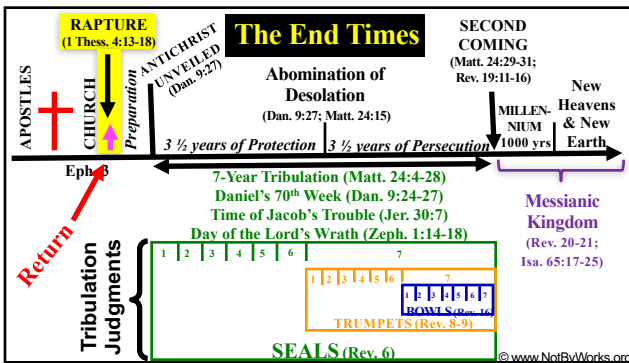 RAPTURE
(1 Thess. 4:13-18)
The End Times
SECOND
COMING
(Matt. 24:29-31;
Rev. 19:11-16)
APOSTLES
CHURCH
Preparation
ANTICHRIST
UNVEILED
(Dan. 9:27)
Abomination of
Desolation
(Dan. 9:27; Matt. 24:15)
MILLEN-
NIUM
1000 yrs
New
Heavens
& New
Earth
3 ½ years of Protection
3 ½ years of Persecution
Eph. 3
Return
7-Year Tribulation (Matt. 24:4-28)
Daniel's 70th Week (Dan. 9:24-27)
Time of Jacob's Trouble (Jer. 30:7)
Day of the Lord's Wrath (Zeph. 1:14-18)
Messianic
Kingdom
(Rev. 20-21;
Isa. 65:17-25)
Tribulation
Judgments
1 2 3 4 5 6 7
1 2 3 4 5 6 7
1 2 3 4 5 6 7
BOWLS (Rev. 16)
TRUMPETS (Rev. 8-9)
SEALS (Rev. 6)
© www.NotByWorks.org